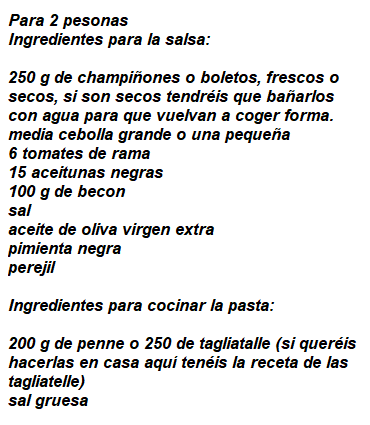 Para 2 pesonas
Ingredientes para la salsa:
250 g de champiñones o boletos, frescos o
secos, si son secos tendréis que bañarlos
con agua para que vuelvan a coger forma.
media cebolla grande o una pequeña
6 tomates de rama
15 aceitunas negras
100 g de becon
sal
aceite de oliva virgen extra
pimienta negra
perejil
Ingredientes para cocinar la pasta:
200 g de penne o 250 de tagliatalle (si queréis
hacerlas en casa aquí tenéis la receta de las
tagliatelle)
sal gruesa